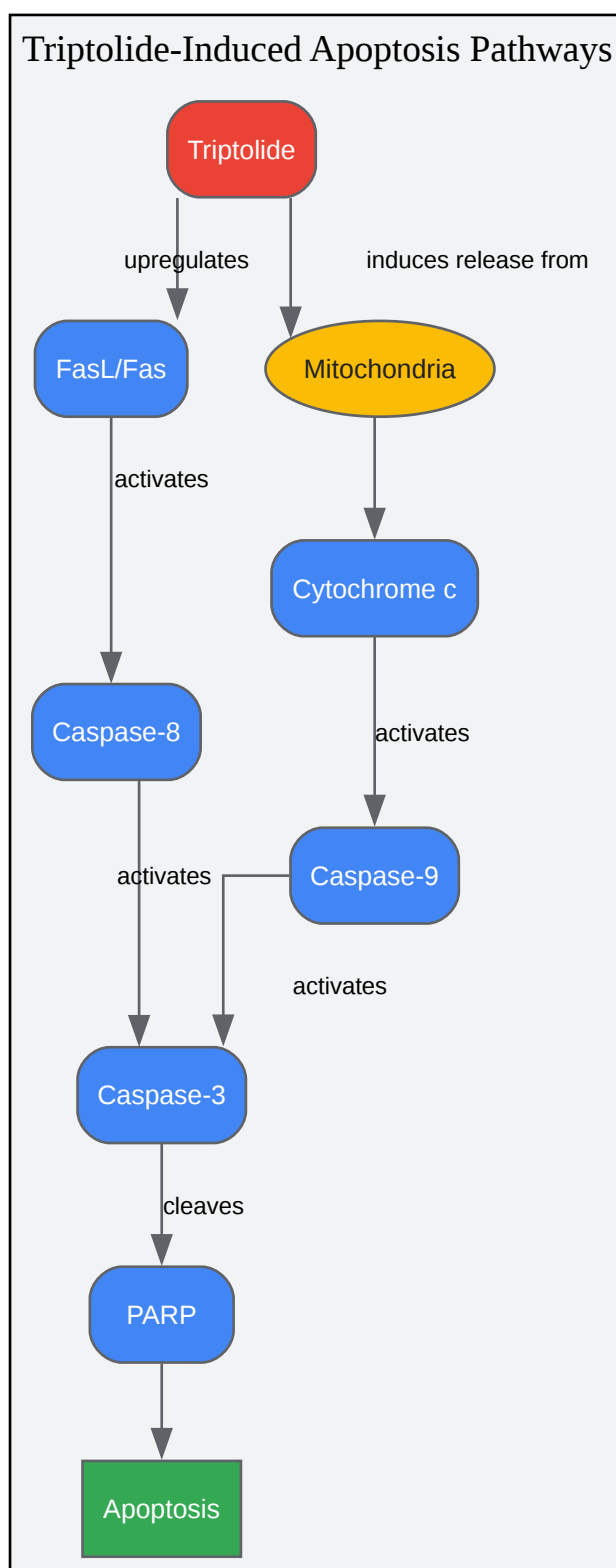 Triptolide-Induced Apoptosis Pathways
Triptolide
upregulates
induces release from
FasL/Fas
Mitochondria
activates
Cytochrome c
Caspase-8
activates
activates
Caspase-9
activates
Caspase-3
cleaves
PARP
Apoptosis